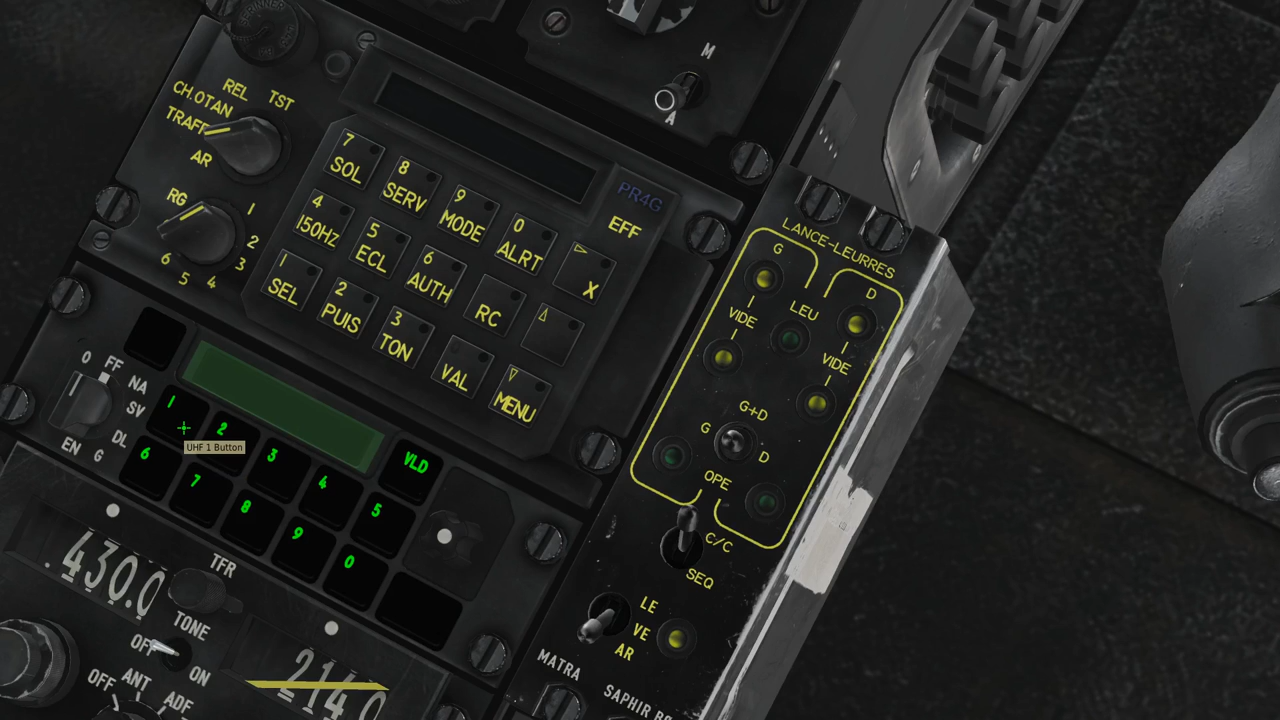 M
A
REL
TST
CH.OTAN
TRAFF
AR
RG
1
2
3
4
5
6
7
SOL
8
SERV
9
MODE
0
ALRT
PR4G
EFF
X
4
150HZ
5
ECL
6
AUTH
RC
1
SEL
2
PUIS
3
TON
VAL
MENU
LANCE-LEURRES
G
D
LEU
VIDE
VIDE
G+D
G
D
OPE
C/C
SEQ
LE
VE
AR
MATRA
0
FF
NA
SV
DL
G
EN
1
2
3
4
VLD
6
7
8
9
0
5
UHF 1 Button
.430.0
TFR
TONE
OFF
ON
ANT
OFF
ADF
214.0